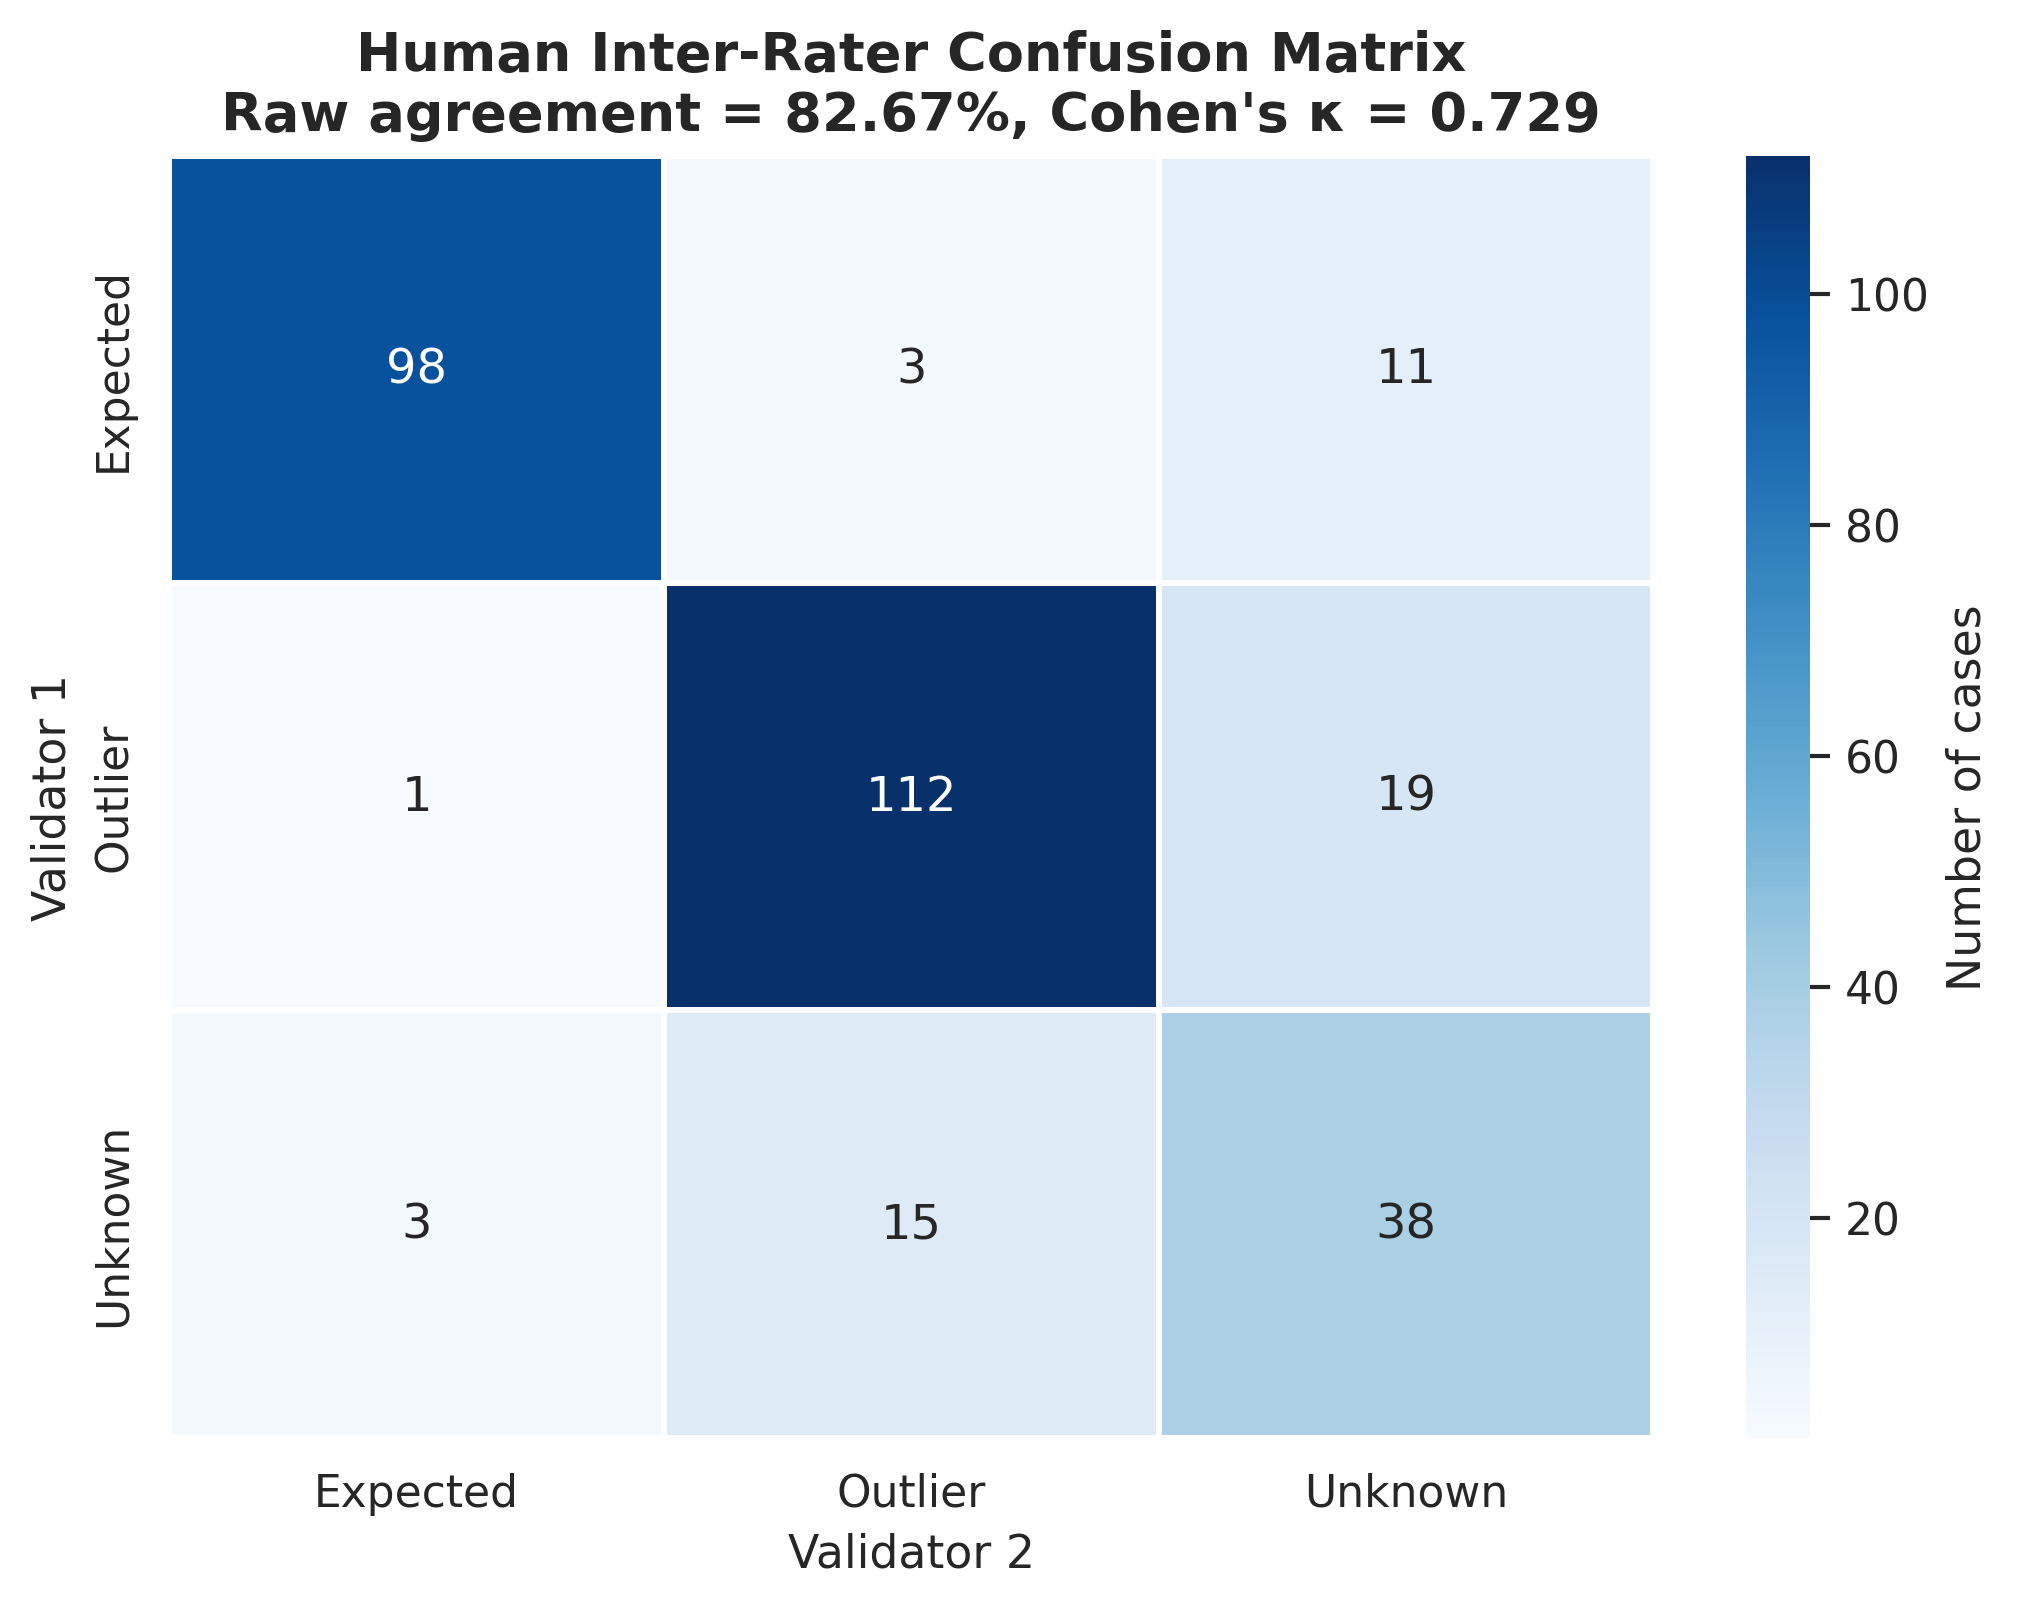 Human Inter-Rater Confusion Matrix
Raw agreement = 82.67%, Cohen's κ = 0.729
Validator 1
Expected
98
3
11
Outlier
1
112
19
Unknown
3
15
38
Expected
Outlier
Unknown
Validator 2
100
80
60
40
20
Number of cases